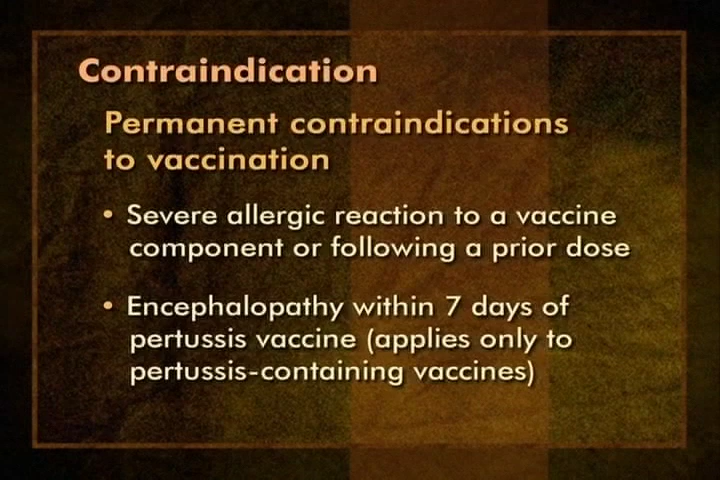 Contraindication
Permanent contraindications
to vaccination
• Severe allergic reaction to a vaccine
component or following a prior dose
• Encephalopathy within 7 days of
pertussis vaccine (applies only to
pertussis-containing vaccines)